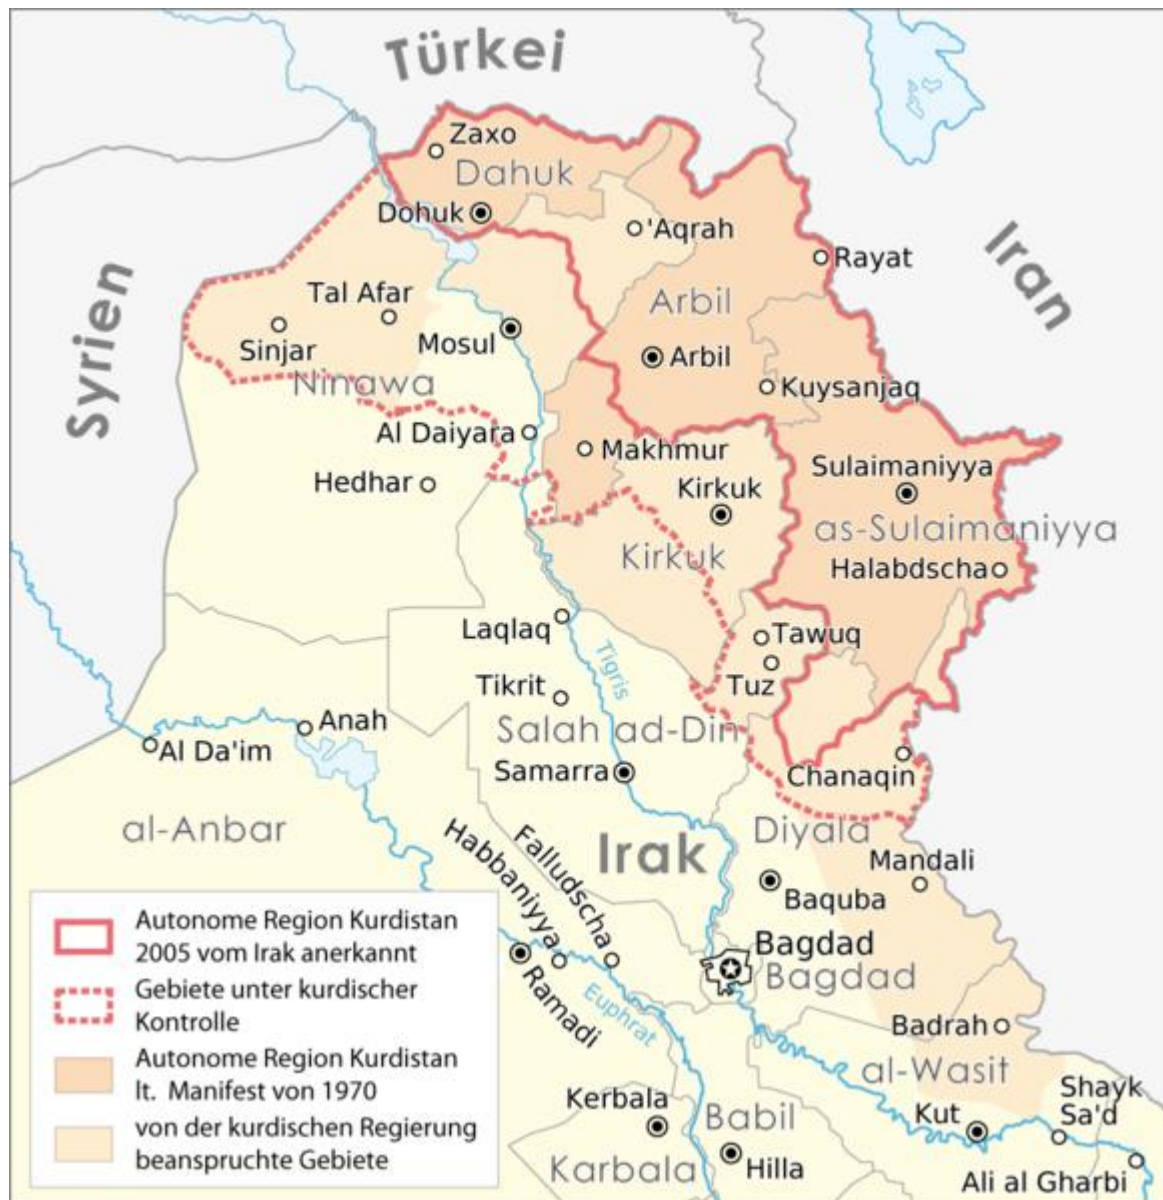 Türkei
Zaxo
Dahuk
Dohuk
'Aqrah
Rayat
Iran
Syrien
Tal Afar
Arbil
Sinjar
Mosul
Arbil
Ninawa
Kuysanjaq
Al Daiyara
Makhmur
Sulaimaniyya
Hedhar
Kirkuk
as-Sulaimaniyya
Kirkuk
Halabdscha
Laqlaq
Tawuq
Tigris
Tikrit
Tuz
Anah
Salah ad-Din
Al Da'im
Samarra
Chanaqin
al-Anbar
Diyala
Habbaniyya
Falludscha
Irak
Mandali
Baquba
Bagdad
Bagdad
Ramadi
Euphrat
Badrah
al-Wasit
Shayk
Sa'd
Kerbala
Babil
Kut
Karbala
Hilla
Ali al Gharbi
Autonome Region Kurdistan
2005 vom Irak anerkannt
Gebiete unter kurdischer
Kontrolle
Autonome Region Kurdistan
lt. Manifest von 1970
von der kurdischen Regierung
beanspruchte Gebiete